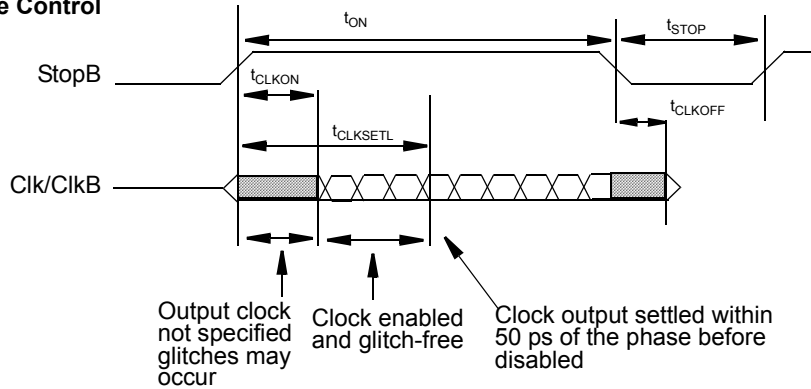 e Control
tON
tSTOP
StopB
tCLKON
tCLKOFF
tCLKSETL
Clk/ClkB
Output clock
not specified
glitches may
occur
Clock enabled
and glitch-free
Clock output settled within
50 ps of the phase before
disabled